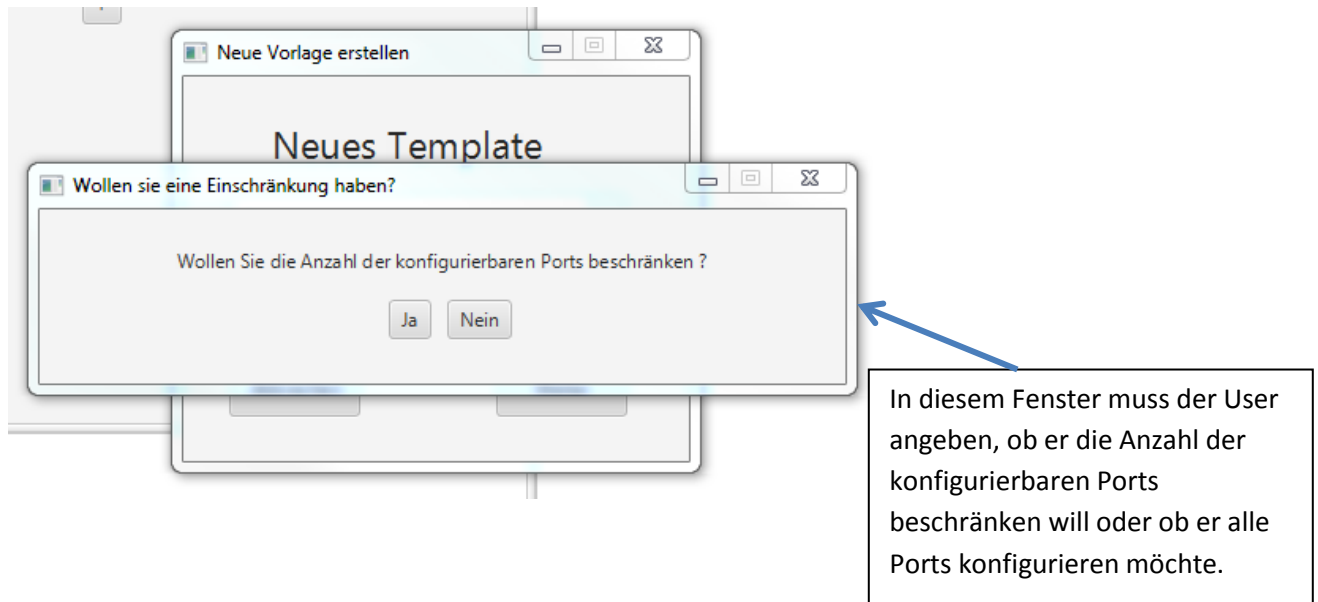 Neue Vorlage erstellen
Neues Template
Wollen sie eine Einschränkung haben?
Wollen Sie die Anzahl der konfigurierbaren Ports beschränken ?
Ja Nein
In diesem Fenster muss der User
angeben, ob er die Anzahl der
konfigurierbaren Ports
beschränken will oder ob er alle
Ports konfigurieren möchte.